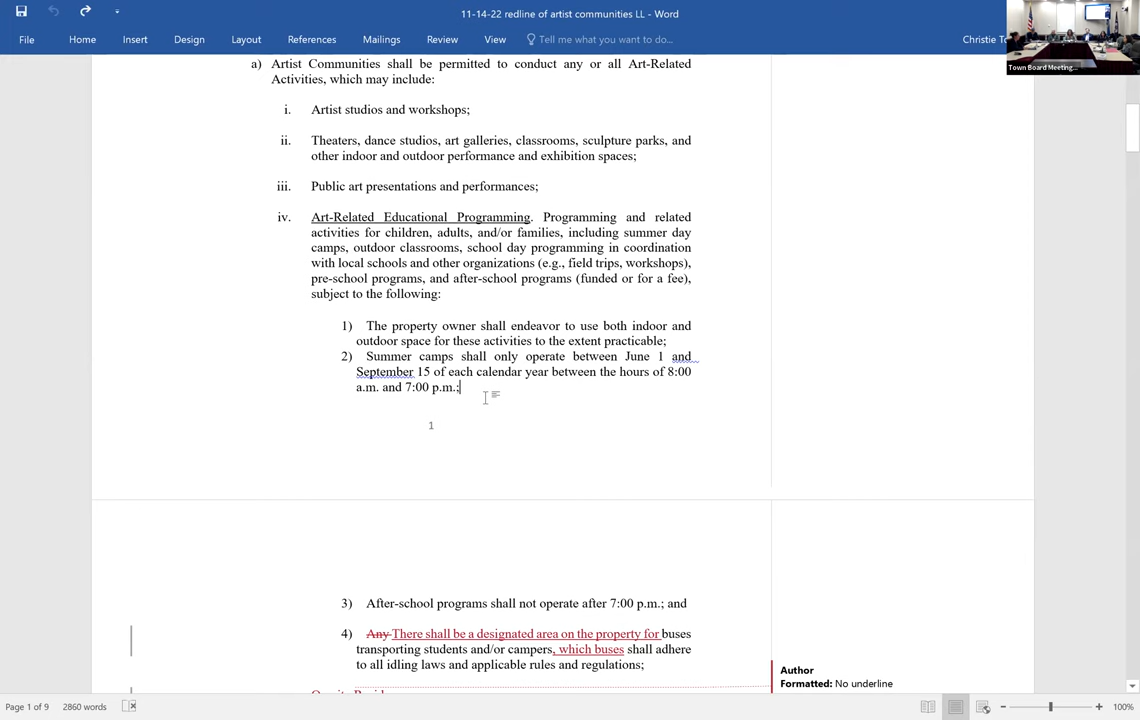 11-14-22 redline of artist communities LL - Word
File Home Insert Design Layout References Mailings Review View Tell me what you want to do... Christie
Town Board Meeting...
a) Artist Communities shall be permitted to conduct any or all Art-Related
Activities, which may include:
i. Artist studios and workshops;
ii. Theaters, dance studios, art galleries, classrooms, sculpture parks, and
other indoor and outdoor performance and exhibition spaces;
iii. Public art presentations and performances;
iv. Art-Related Educational Programming. Programming and related
activities for children, adults, and/or families, including summer day
camps, outdoor classrooms, school day programming in coordination
with local schools and other organizations (e.g., field trips, workshops),
pre-school programs, and after-school programs (funded or for a fee),
subject to the following:
1) The property owner shall endeavor to use both indoor and
outdoor space for these activities to the extent practicable;
2) Summer camps shall only operate between June 1 and
September 15 of each calendar year between the hours of 8:00
a.m. and 7:00 p.m.;
1
3) After-school programs shall not operate after 7:00 p.m.; and
4) Any There shall be a designated area on the property for buses
transporting students and/or campers, which buses shall adhere
to all idling laws and applicable rules and regulations;
Author
Formatted: No underline
Page 1 of 9 2860 words 100%